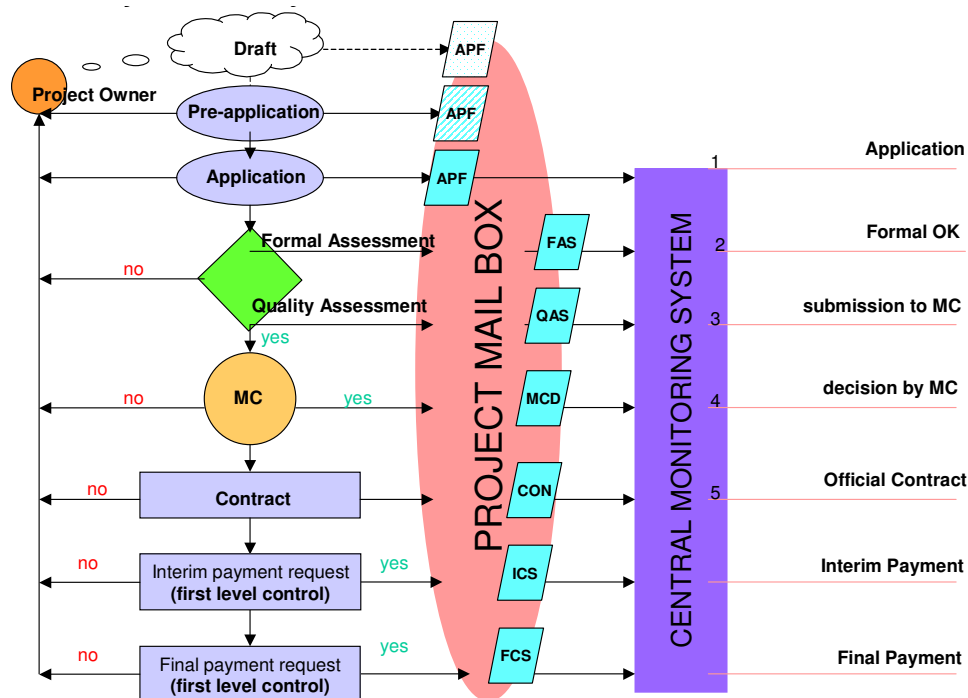 Draft
APF
Project Owner
Pre-application
APF
Application
APF
1
Application
Formal Assessment
FAS
2
Formal OK
no
Quality Assessment
QAS
3
submission to MC
yes
no
MC
yes
MCD
4
decision by MC
no
Contract
CON
5
Official Contract
no
Interim payment request
(first level control)
yes
ICS
Interim Payment
no
Final payment request
(first level control)
yes
FCS
Final Payment
PROJECT MAIL BOX
CENTRAL MONITORING SYSTEM